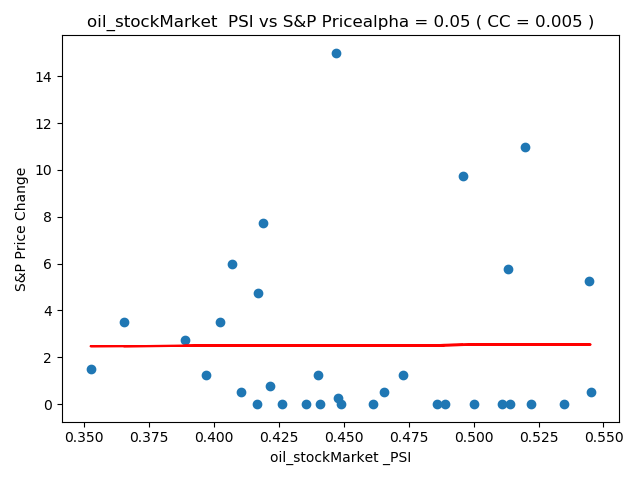 oil_stockMarket  PSI vs S&P Pricealpha = 0.05 ( CC = 0.005 )
14
12
10
8
6
4
2
0
S&P Price Change
0.350 0.375 0.400 0.425 0.450 0.475 0.500 0.525 0.550
oil_stockMarket _PSI